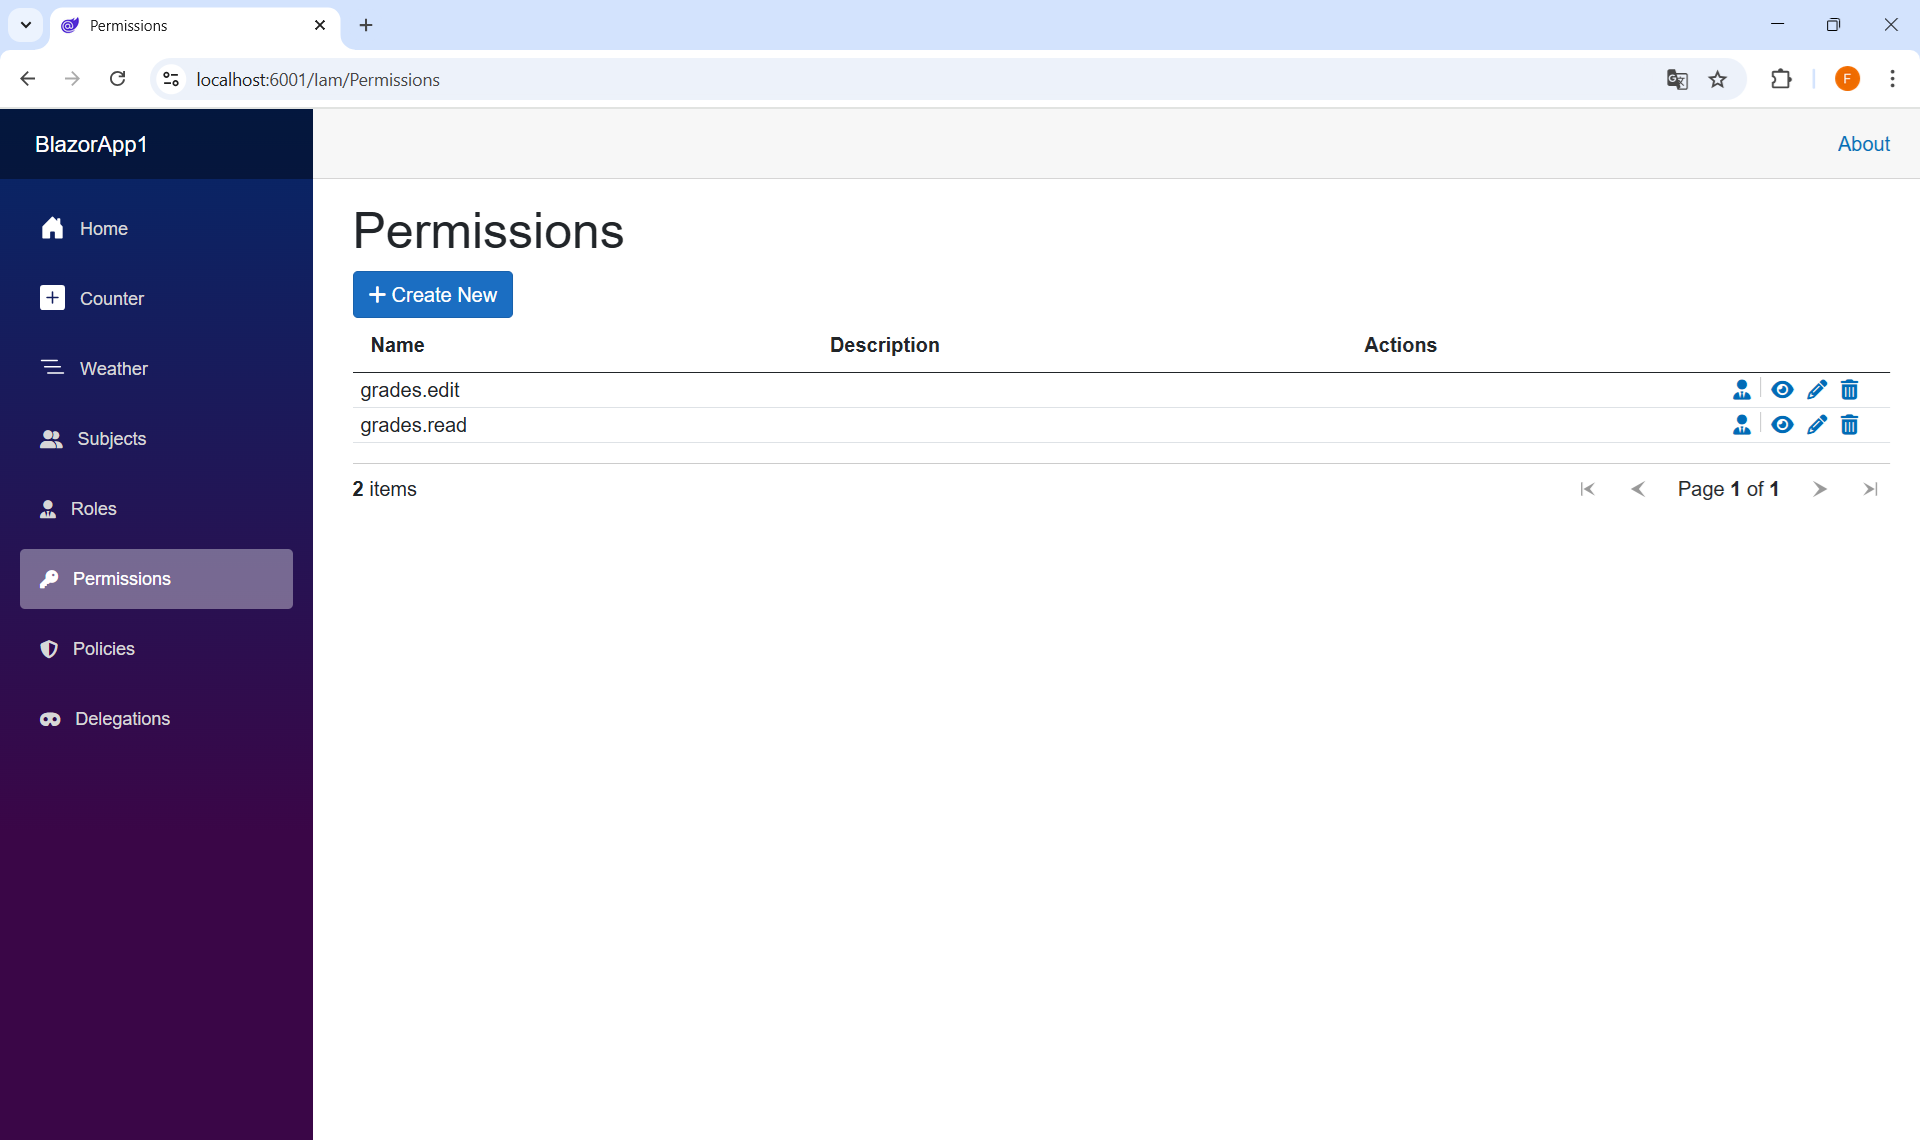 Permissions
localhost:6001/Iam/Permissions
F
BlazorApp1
About
Home
Counter
Weather
Subjects
Roles
Permissions
Policies
Delegations
Permissions
Create New
Name Description Actions
grades.edit
grades.read
2 items
Page 1 of 1